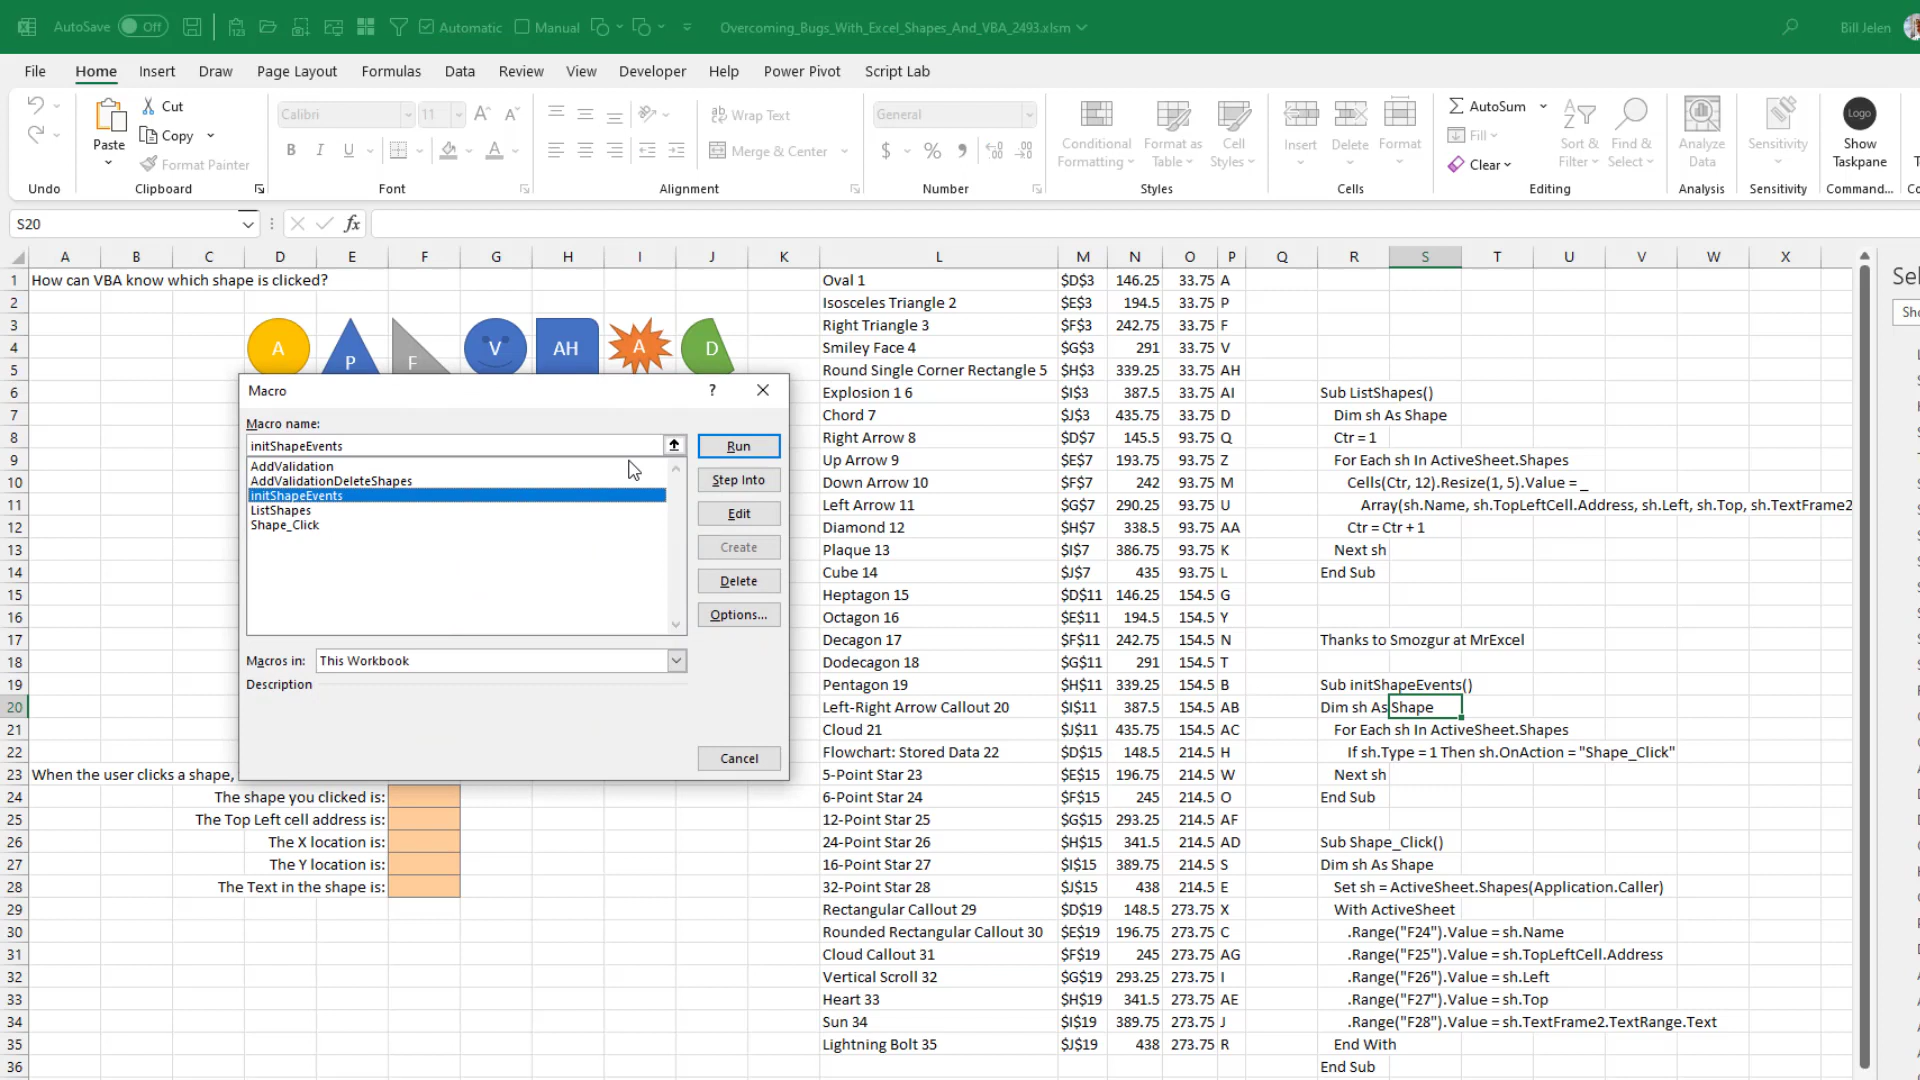 AutoSave Off Automatic Manual Overcoming_Bugs_With_Excel_Shapes_And_VBA_2493.xlsm Bill Jelen
File Home Insert Draw Page Layout Formulas Data Review View Developer Help Power Pivot Script Lab
Paste Cut Copy Format Painter
Calibri 11
B I U A
Wrap Text
Merge & Center
General
$ % 9
Conditional Formatting
Format as Table
Cell Styles
Insert Delete Format
AutoSum
Fill
Clear
Sort & Filter
Find & Select
Analyze Data
Sensitivity
Logo
Show Taskpane
Undo Clipboard Font Alignment Number Styles Cells Editing Analysis Sensitivity Command...
S20 fx
A B C D E F G H I J K L M N O P Q R S T U V W X
1 How can VBA know which shape is clicked? Oval 1 $D$3 146.25 33.75 A
2 Isosceles Triangle 2 $E$3 194.5 33.75 P
3 Right Triangle 3 $F$3 242.75 33.75 F
4 A P F V AH A D Smiley Face 4 $G$3 291 33.75 V
5 Round Single Corner Rectangle 5 $H$3 339.25 33.75 AH
6 Explosion 1 6 $I$3 387.5 33.75 AI Sub ListShapes()
7 Chord 7 $J$3 435.75 33.75 D Dim sh As Shape
8 Right Arrow 8 $D$7 145.5 93.75 Q Ctr = 1
9 Up Arrow 9 $E$7 193.75 93.75 Z For Each sh In ActiveSheet.Shapes
10 Down Arrow 10 $F$7 242 93.75 M Cells(Ctr, 12).Resize(1, 5).Value = _
11 Left Arrow 11 $G$7 290.25 93.75 U Array(sh.Name, sh.TopLeftCell.Address, sh.Left, sh.Top, sh.TextFrame2
12 Diamond 12 $H$7 338.5 93.75 AA Ctr = Ctr + 1
13 Plaque 13 $I$7 386.75 93.75 K Next sh
14 Cube 14 $J$7 435 93.75 L End Sub
15 Heptagon 15 $D$11 146.25 154.5 G
16 Octagon 16 $E$11 194.5 154.5 Y
17 Decagon 17 $F$11 242.75 154.5 N Thanks to Smozgur at MrExcel
18 Dodecagon 18 $G$11 291 154.5 T
19 Pentagon 19 $H$11 339.25 154.5 B Sub initShapeEvents()
20 Left-Right Arrow Callout 20 $I$11 387.5 154.5 AB Dim sh As Shape
21 Cloud 21 $J$11 435.75 154.5 AC For Each sh In ActiveSheet.Shapes
22 Flowchart: Stored Data 22 $D$15 148.5 214.5 H If sh.Type = 1 Then sh.OnAction = "Shape_Click"
23 When the user clicks a shape, 5-Point Star 23 $E$15 196.75 214.5 W Next sh
24 The shape you clicked is: 6-Point Star 24 $F$15 245 214.5 O End Sub
25 The Top Left cell address is: 12-Point Star 25 $G$15 293.25 214.5 AF
26 The X location is: 24-Point Star 26 $H$15 341.5 214.5 AD Sub Shape_Click()
27 The Y location is: 16-Point Star 27 $I$15 389.75 214.5 S Dim sh As Shape
28 The Text in the shape is: 32-Point Star 28 $J$15 438 214.5 E Set sh = ActiveSheet.Shapes(Application.Caller)
29 Rectangular Callout 29 $D$19 148.5 273.75 X With ActiveSheet
30 Rounded Rectangular Callout 30 $E$19 196.75 273.75 C .Range("F24").Value = sh.Name
31 Cloud Callout 31 $F$19 245 273.75 AG .Range("F25").Value = sh.TopLeftCell.Address
32 Vertical Scroll 32 $G$19 293.25 273.75 I .Range("F26").Value = sh.Left
33 Heart 33 $H$19 341.5 273.75 AE .Range("F27").Value = sh.Top
34 Sun 34 $I$19 389.75 273.75 J .Range("F28").Value = sh.TextFrame2.TextRange.Text
35 Lightning Bolt 35 $J$19 438 273.75 R End With
36 End Sub
Macro ?
Macro name:
initShapeEvents Run
AddValidation
AddValidationDeleteShapes Step Into
initShapeEvents
ListShapes Edit
Shape_Click
Create
Delete
Options...
Macros in: This Workbook
Description
Cancel